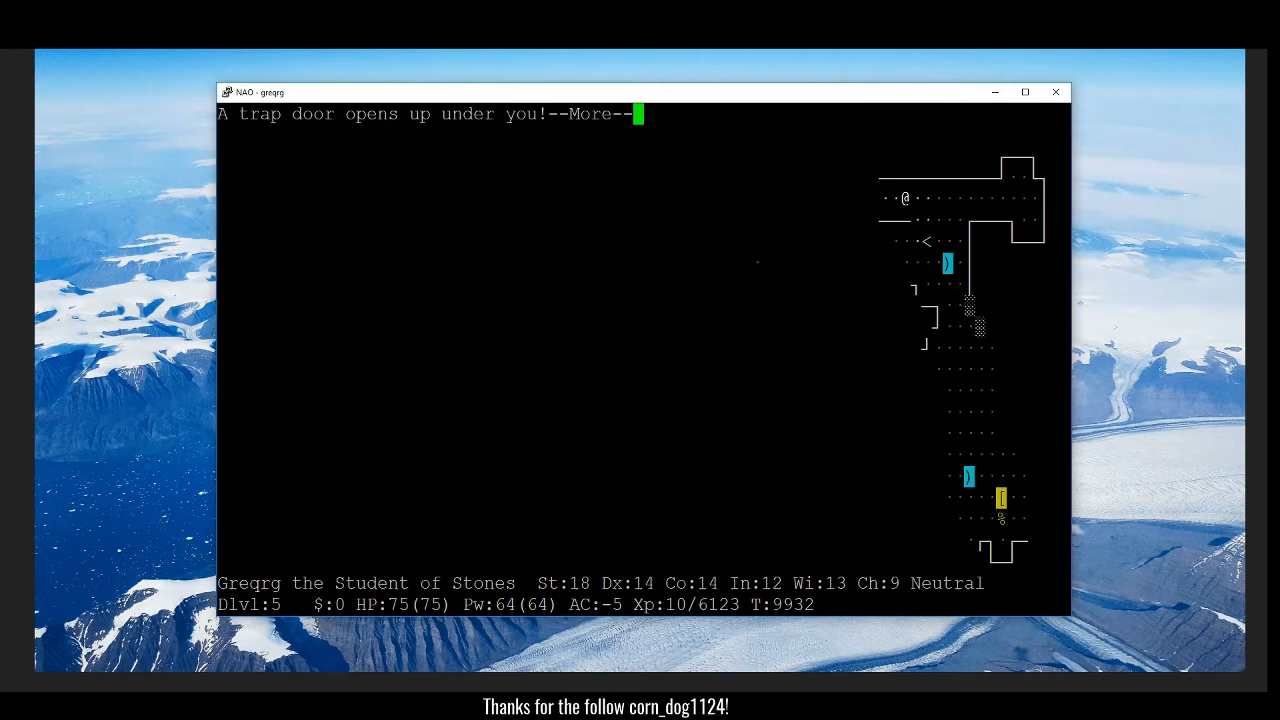 NAO - greqrg
A trap door opens up under you!--More--
Greqrg the Student of Stones St:18 Dx:14 Co:14 In:12 Wi:13 Ch:9 Neutral
Dlvl:5 $:0 HP:75(75) Pw:64(64) AC:-5 Xp:10/6123 T:9932
Thanks for the follow corn_dog1124!